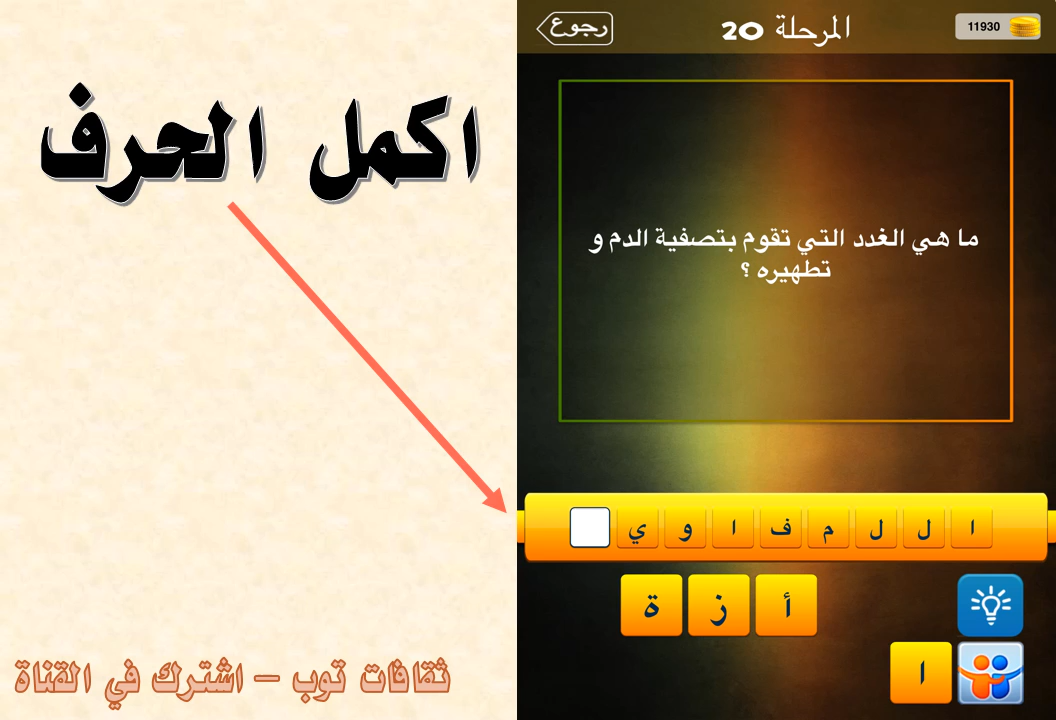 اكمل الحرف
ثقافات توب – اشترك في القناة
رجوع
المرحلة 20
11930
ما هي الغدد التي تقوم بتصفية الدم و
تطهيره ؟
ا ل ل م ف ا و ي
أ ز ة
ا